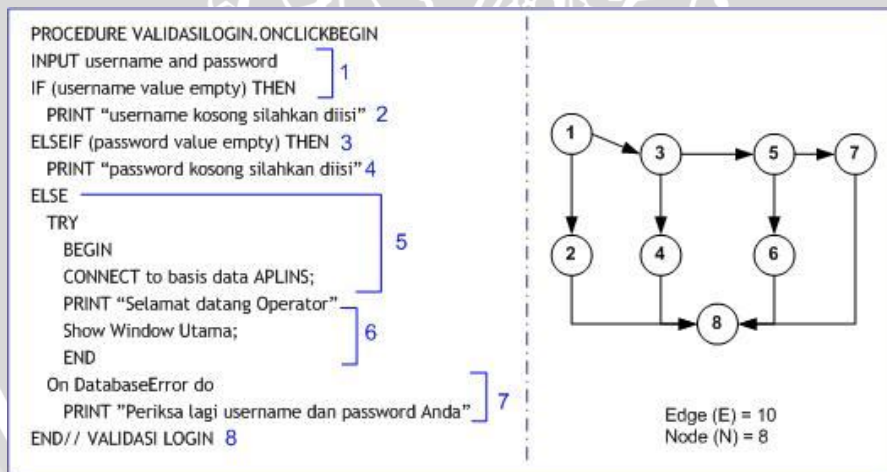 PROCEDURE VALIDASILOGIN.ONCLICKBEGIN
INPUT username and password
1
IF (username value empty) THEN
PRINT “username kosong silahkan diisi” 2
ELSEIF (password value empty) THEN 3
PRINT “password kosong silahkan diisi” 4
ELSE
TRY
BEGIN
5
CONNECT to basis data APLINS;
PRINT “Selamat datang Operator”
Show Window Utama;
6
END
On DatabaseError do
7
PRINT “Periksa lagi username dan password Anda”
END// VALIDASI LOGIN 8
1
3
5
7
2
4
6
8
Edge (E) = 10
Node (N) = 8